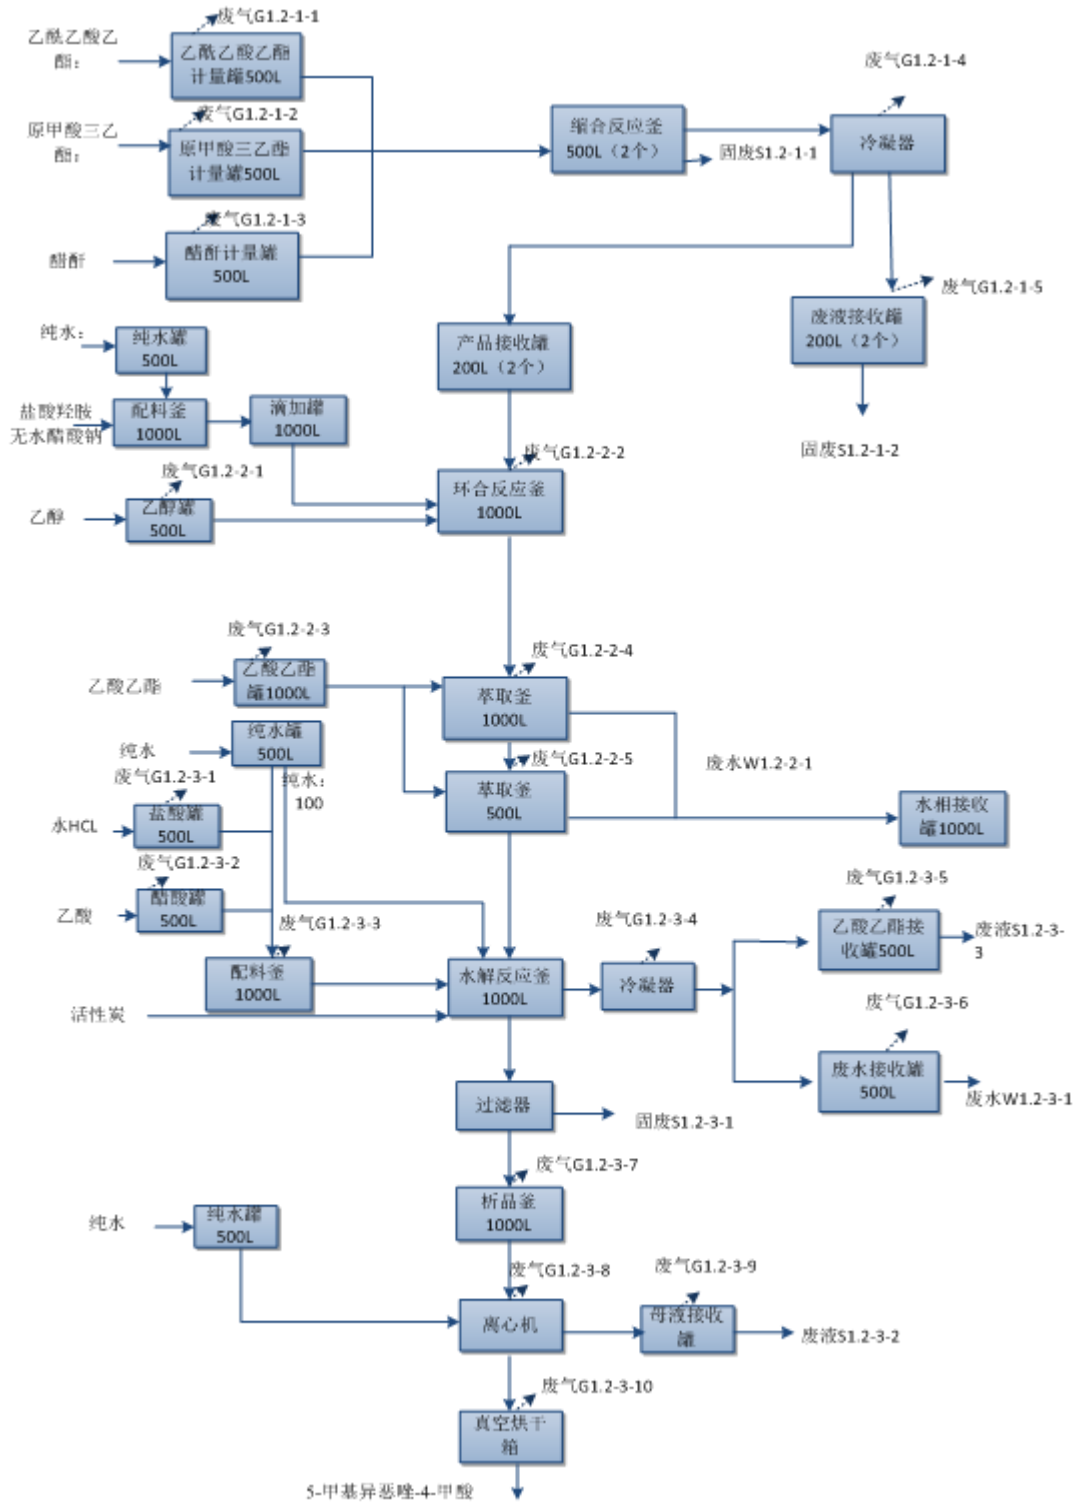 废气G1.2-1-1
乙酰乙酸乙
酯：
乙酰乙酸乙酯
计量罐500L
废气G1.2-1-4
废气G1.2-1-2
原甲酸三乙
酯：
原甲酸三乙酯
计量罐500L
缩合反应釜
500L（2个）
固废S1.2-1-1
冷凝器
废气G1.2-1-3
醋酐
醋酐计量罐
500L
废气G1.2-1-5
废液接收罐
200L（2个）
纯水：
纯水罐
500L
产品接收罐
200L（2个）
盐酸羟胺
无水醋酸钠
配料釜
1000L
滴加罐
1000L
固废S1.2-1-2
废气G1.2-2-1
废气G1.2-2-2
乙醇
乙醇罐
500L
环合反应釜
1000L
废气G1.2-2-3
废气G1.2-2-4
乙酸乙酯
乙酸乙酯
罐1000L
萃取釜
1000L
纯水
纯水罐
500L
废气G1.2-2-5
废水W1.2-2-1
废气G1.2-3-1
纯水：
100
萃取釜
500L
水相接收
罐1000L
水HCL
盐酸罐
500L
废气G1.2-3-2
乙酸
醋酸罐
500L
废气G1.2-3-3
废气G1.2-3-4
废气G1.2-3-5
乙酸乙酯接
收罐500L
废液S1.2-3-
3
配料釜
1000L
水解反应釜
1000L
冷凝器
活性炭
废气G1.2-3-6
废水接收罐
500L
废水W1.2-3-1
过滤器
固废S1.2-3-1
废气G1.2-3-7
析品釜
1000L
纯水
纯水罐
500L
废气G1.2-3-8
废气G1.2-3-9
离心机
母液接收
罐
废液S1.2-3-2
废气G1.2-3-10
真空烘干
箱
5-甲基异恶唑-4-甲酸